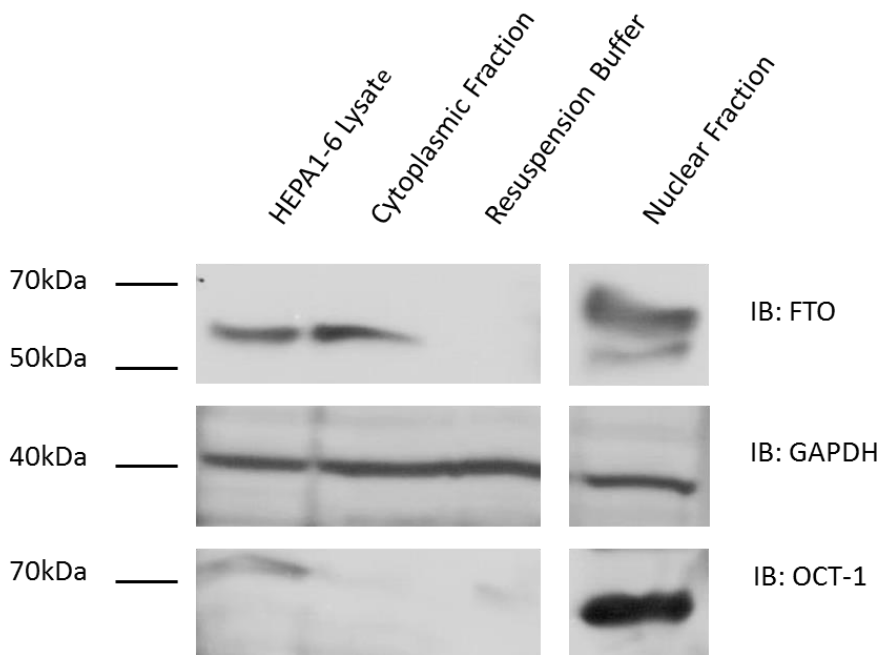 HEPA1-6 Lysate
Cytoplasmic Fraction
Resuspension Buffer
Nuclear Fraction
70kDa
IB: FTO
50kDa
40kDa
IB: GAPDH
70kDa
IB: OCT-1